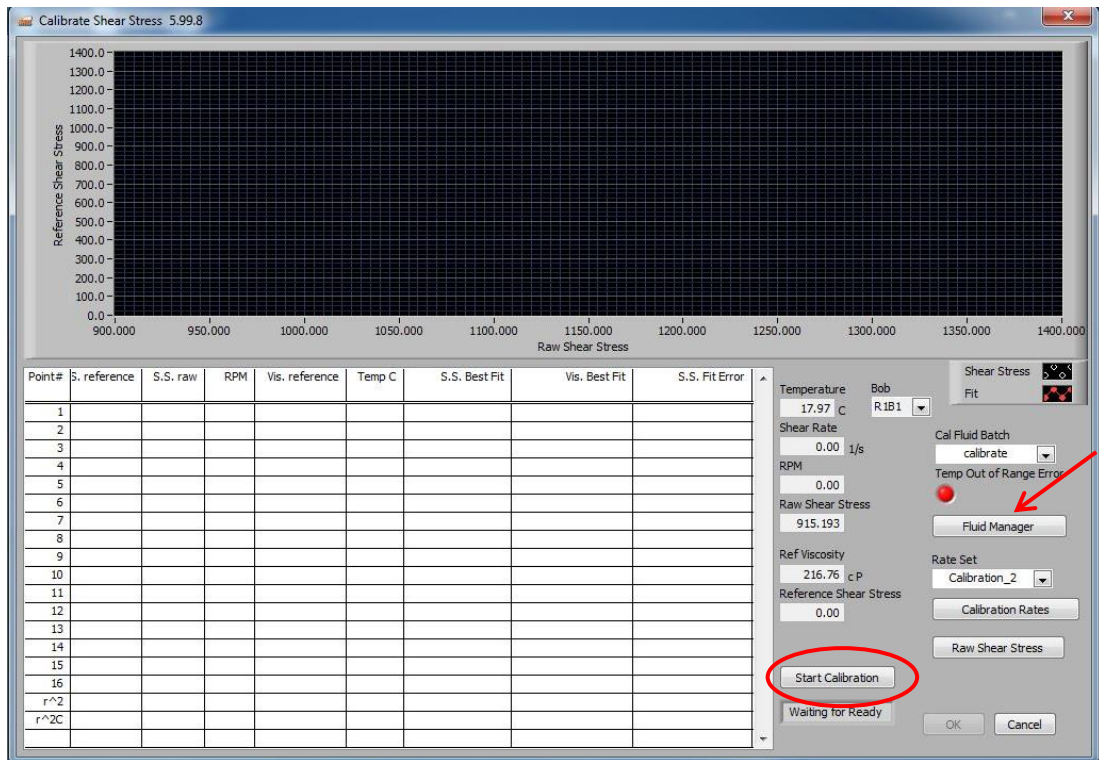 Calibrate Shear Stress 5.99.8
x
1400.0
1300.0
1200.0
1100.0
1000.0
900.0
800.0
700.0
600.0
500.0
400.0
300.0
200.0
100.0
0.0
Reference Shear Stress
900.000 950.000 1000.000 1050.000 1100.000 1150.000 1200.000 1250.000 1300.000 1350.000 1400.000
Raw Shear Stress
Shear Stress
Fit
Point# S. reference S.S. raw RPM Vis. reference Temp C S.S. Best Fit Vis. Best Fit S.S. Fit Error
1
2
3
4
5
6
7
8
9
10
11
12
13
14
15
16
r^2
r^2C
Temperature Bob
17.97 C R1B1
Shear Rate
0.00 1/s
RPM
0.00
Raw Shear Stress
915.193
Ref Viscosity
216.76 c P
Reference Shear Stress
0.00
Start Calibration
Waiting for Ready
Cal Fluid Batch
calibrate
Temp Out of Range Error
Fluid Manager
Rate Set
Calibration_2
Calibration Rates
Raw Shear Stress
OK Cancel